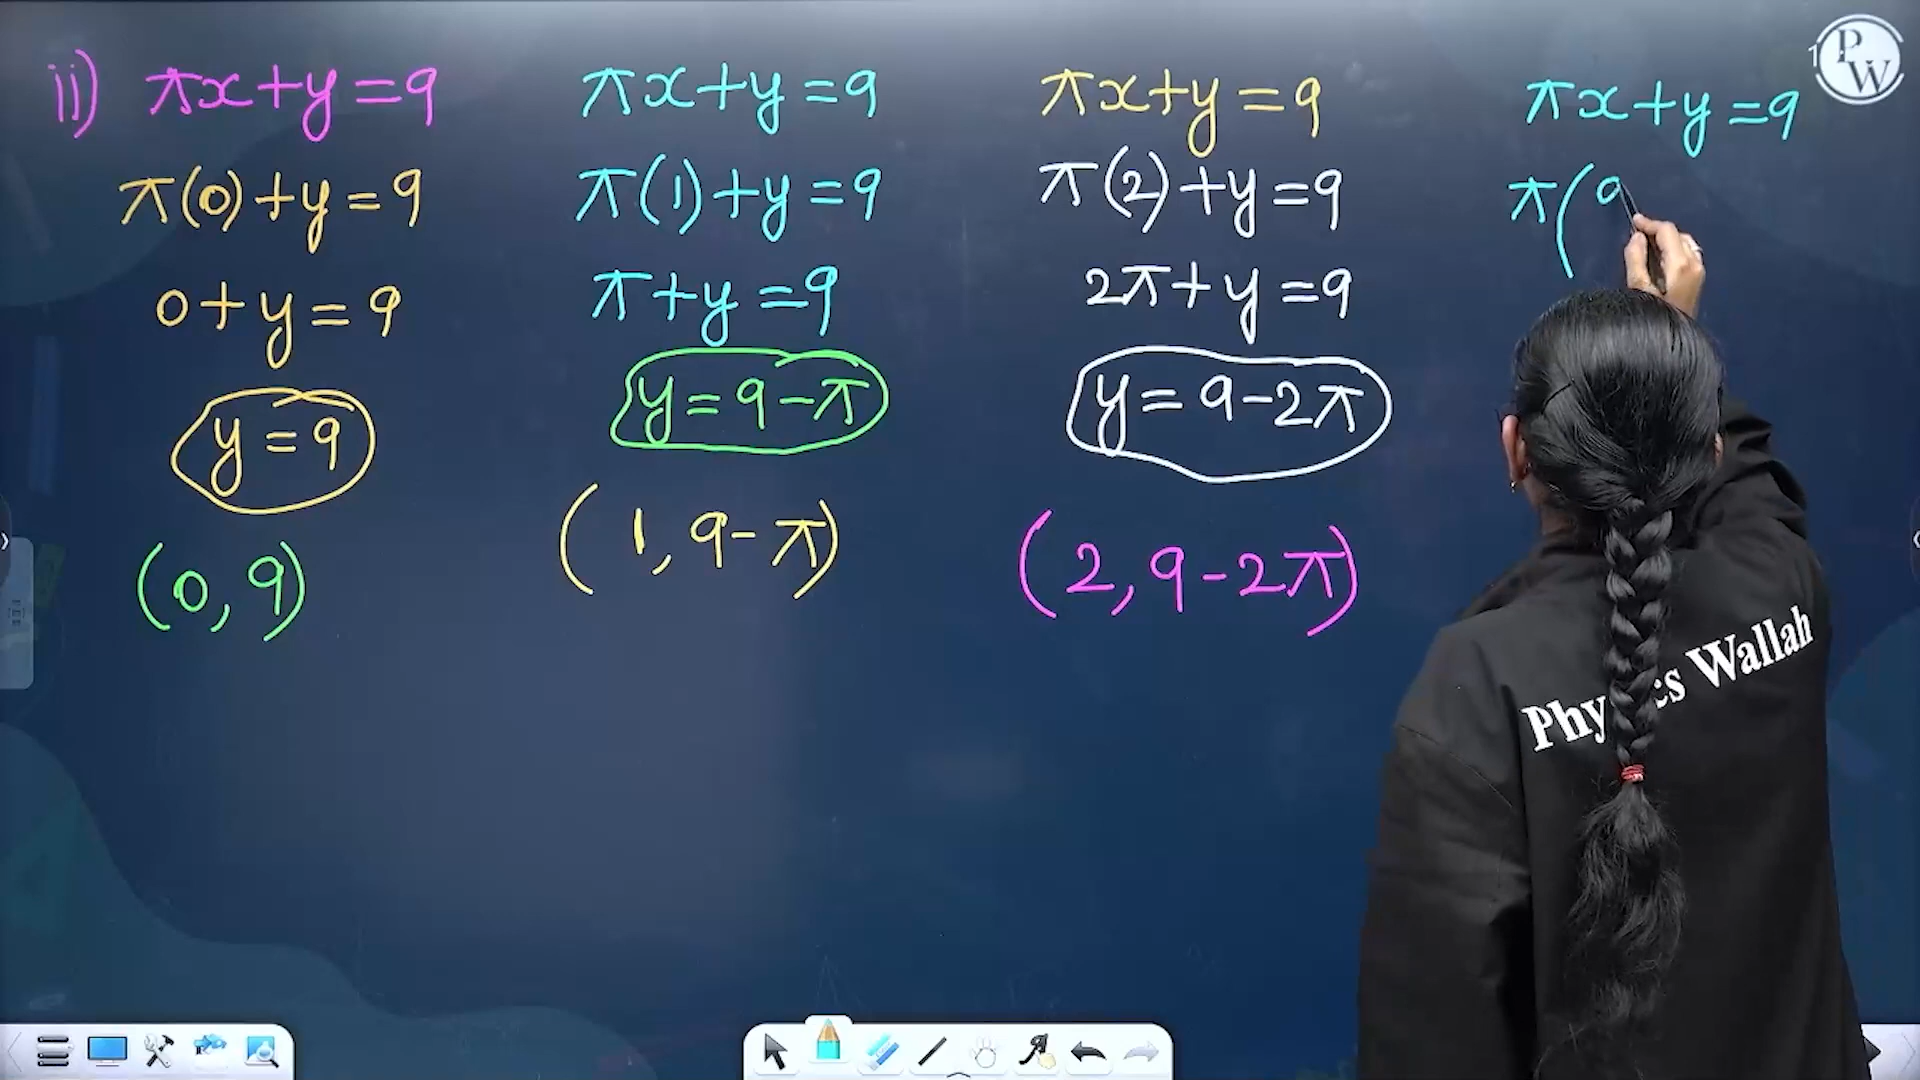 ii) πx+y=9
π(0)+y=9
0+y=9
y=9
(0,9)
πx+y=9
π(1)+y=9
π+y=9
y=9-π
(1,9-π)
πx+y=9
π(2)+y=9
2π+y=9
y=9-2π
(2,9-2π)
πx+y=9
π(9
PW
Wallah